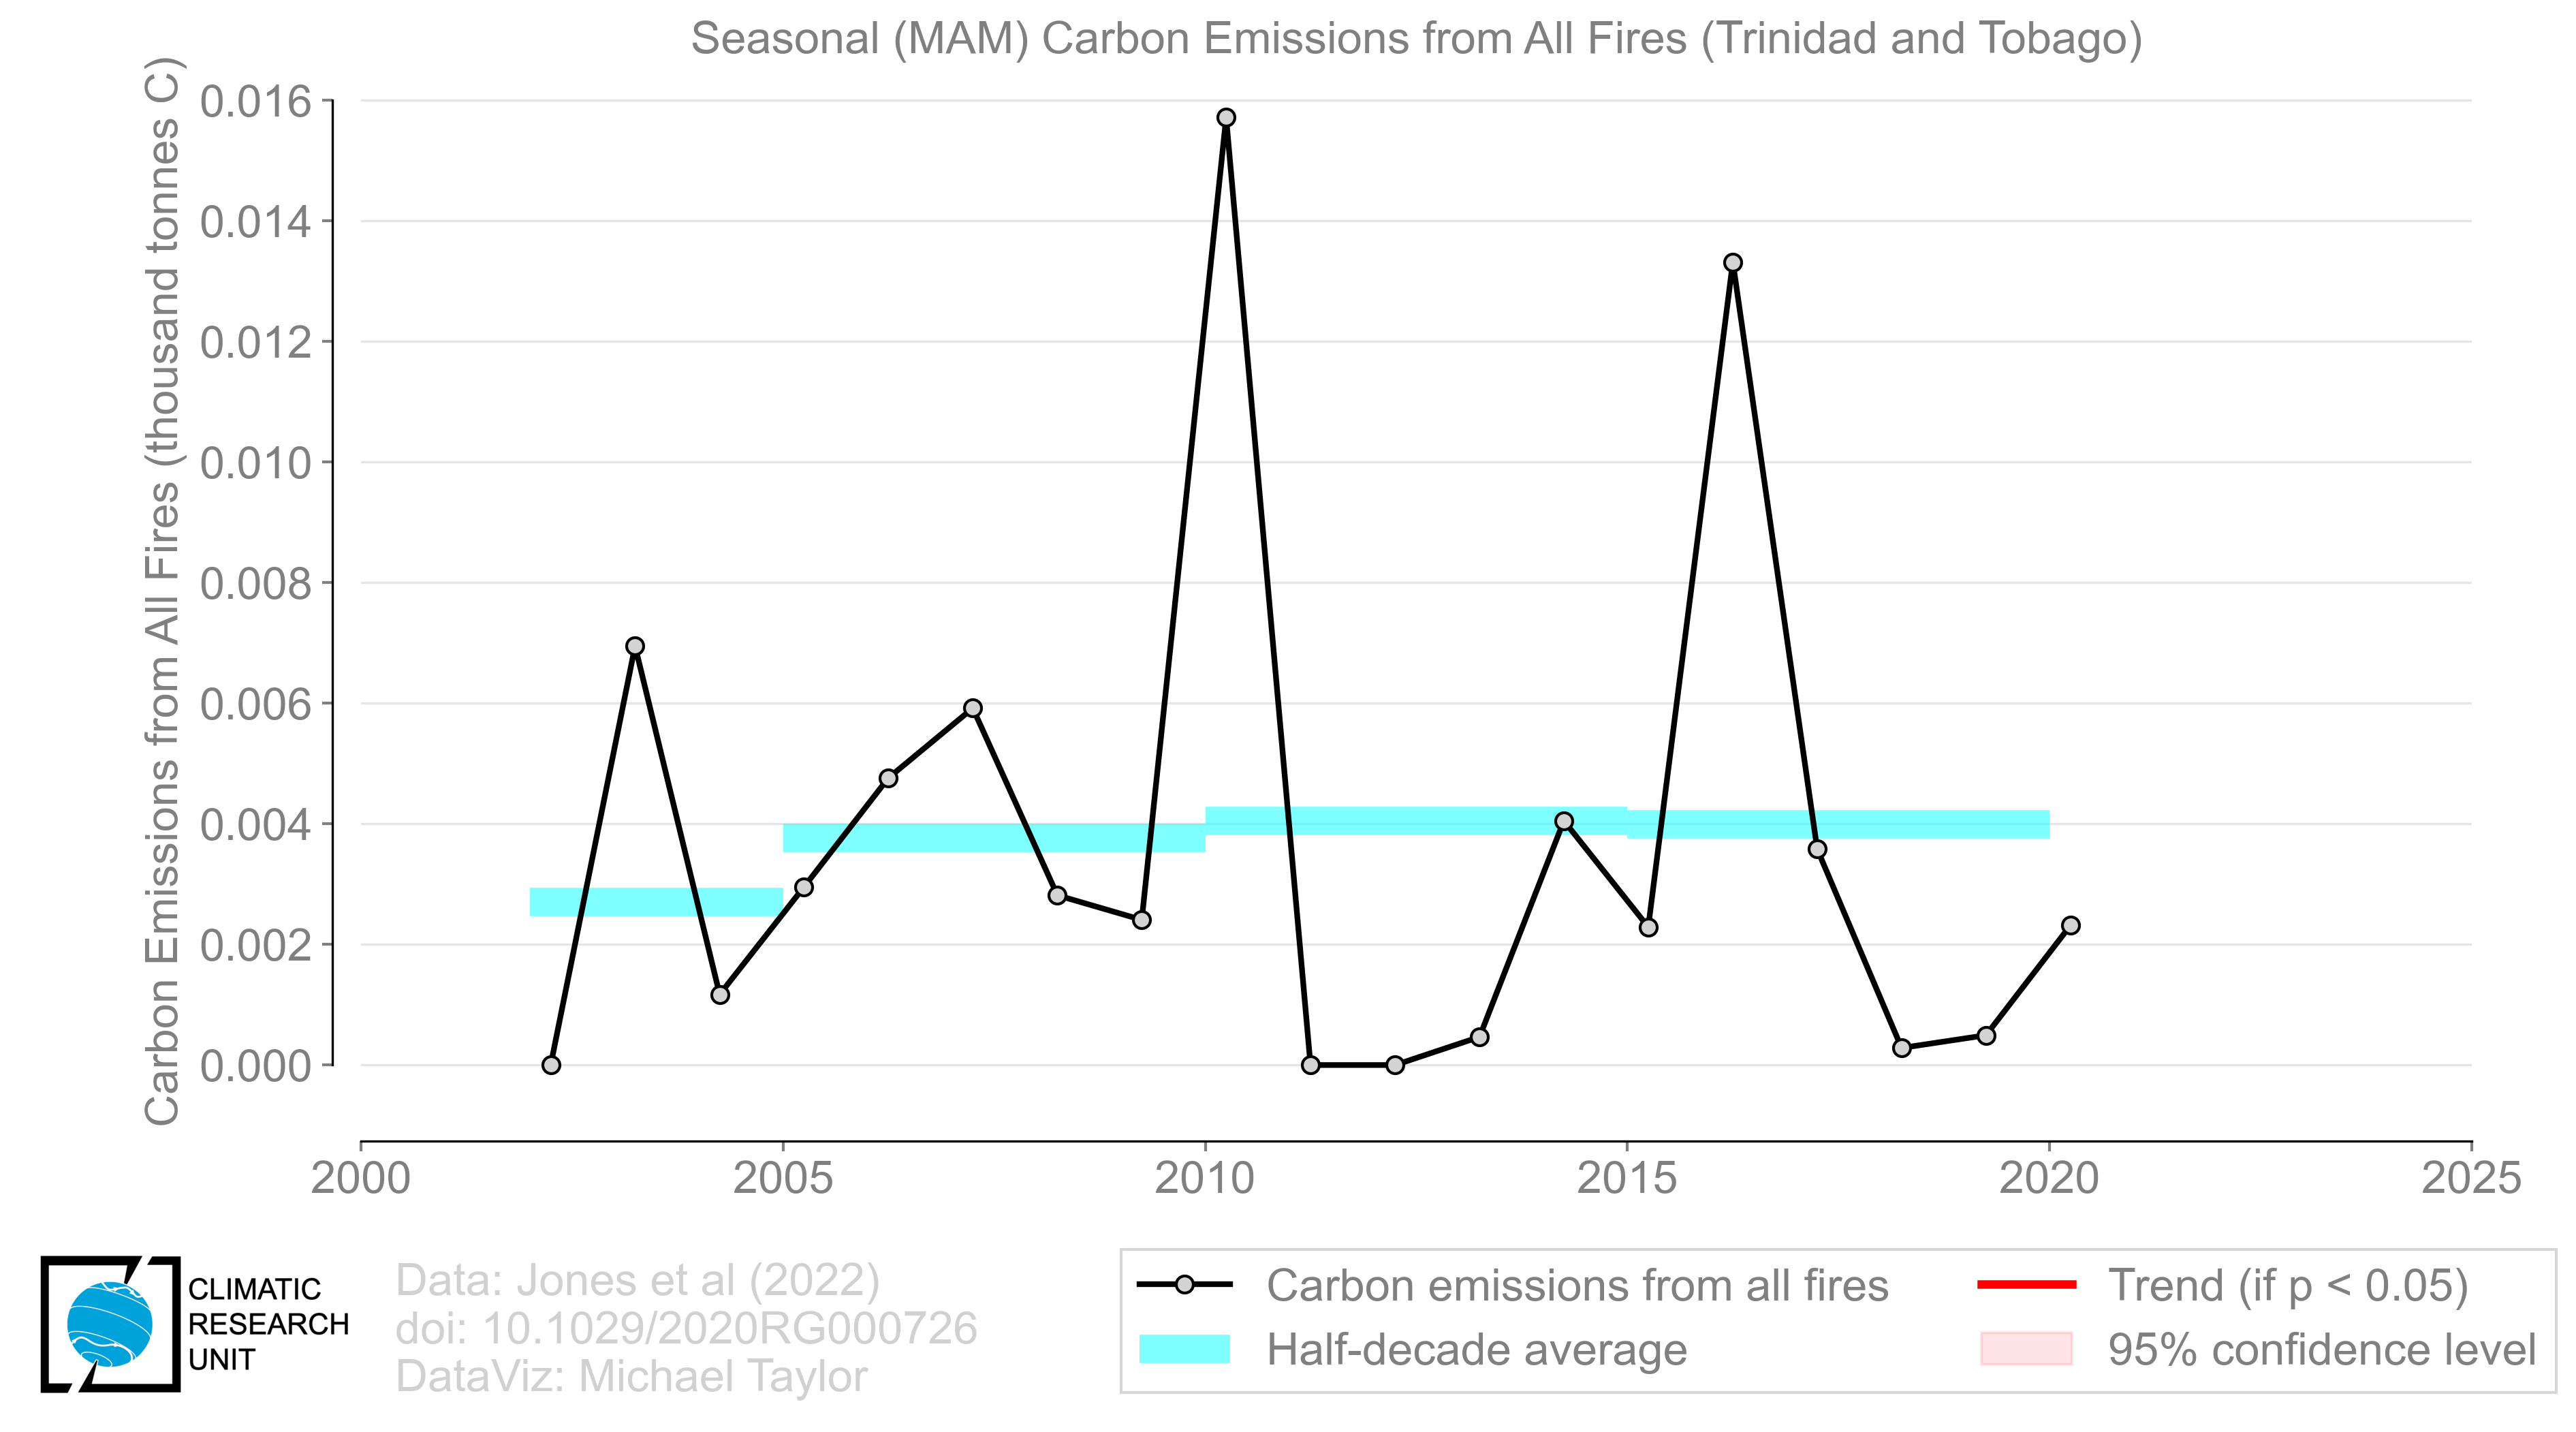 Seasonal (MAM) Carbon Emissions from All Fires (Trinidad and Tobago)
Carbon Emissions from All Fires (thousand tonnes C)
0.016
0.014
0.012
0.010
0.008
0.006
0.004
0.002
0.000
2000
2005
2010
2015
2020
2025
CLIMATIC
RESEARCH
UNIT
Data: Jones et al (2022)
doi: 10.1029/2020RG000726
DataViz: Michael Taylor
Carbon emissions from all fires
Half-decade average
Trend (if p < 0.05)
95% confidence level